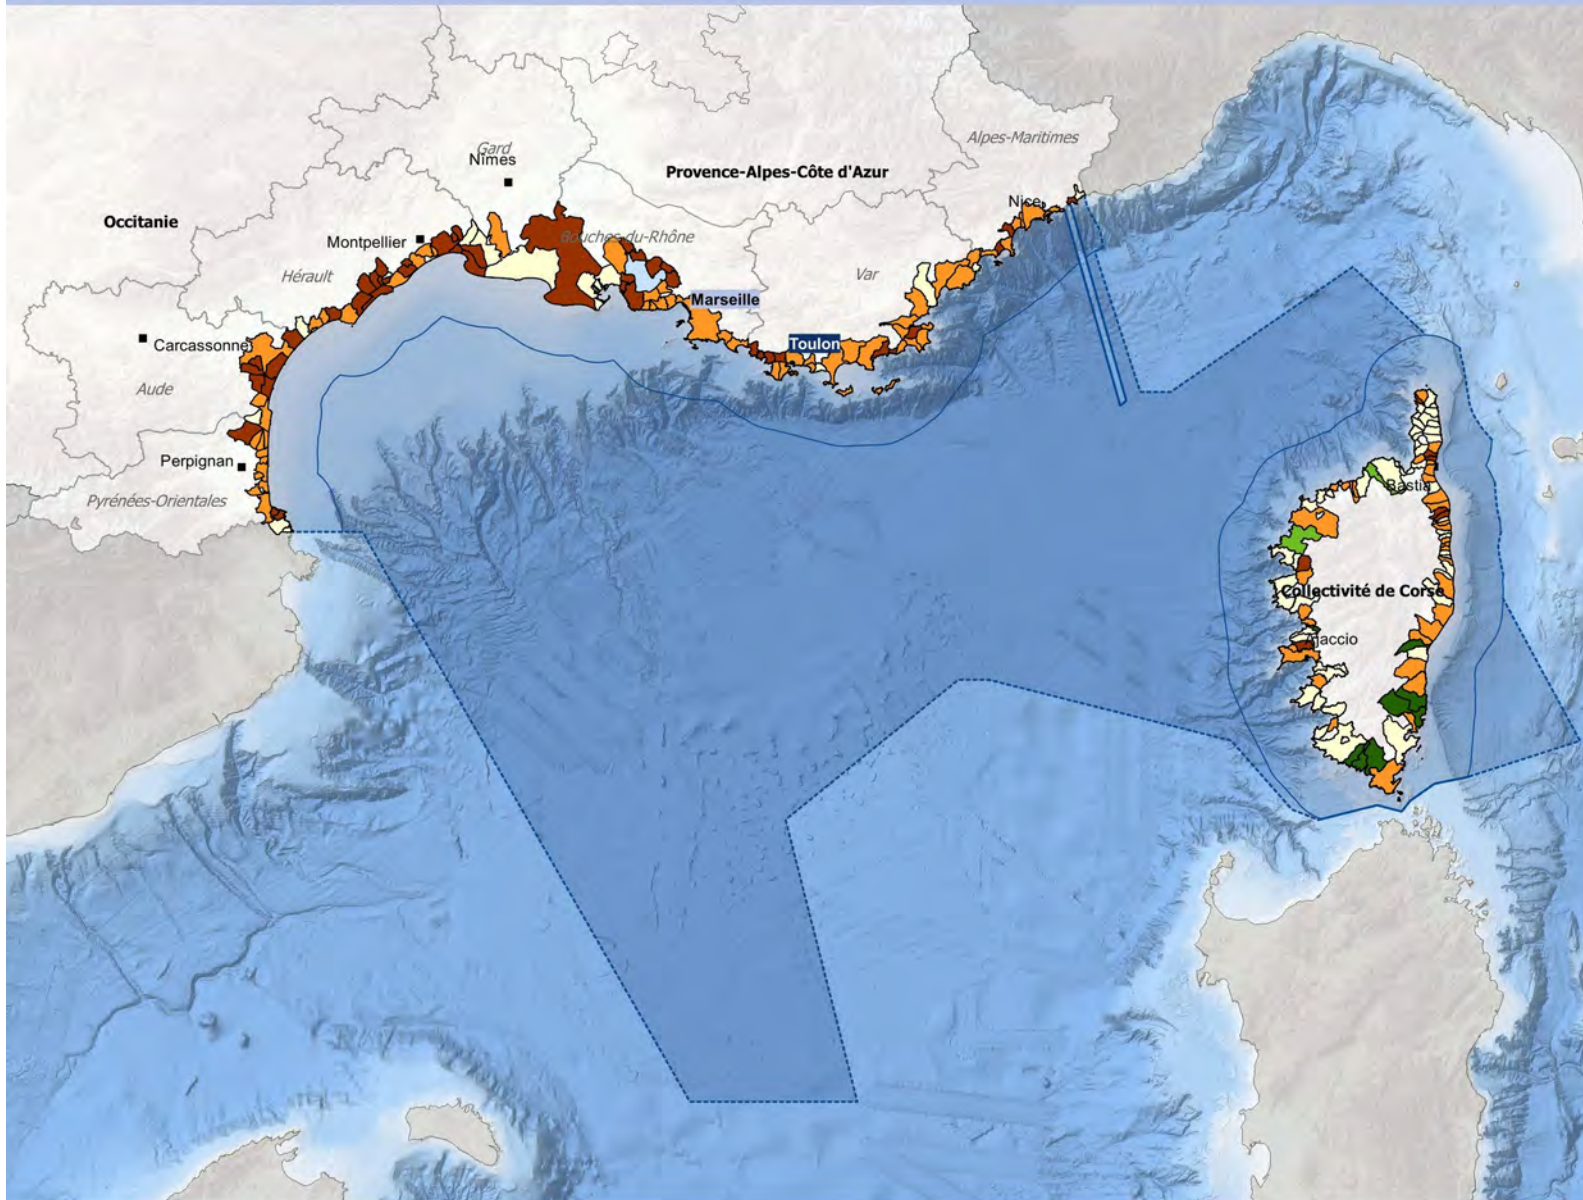 Alpes-Maritimes
Gard
Nîmes
Provence-Alpes-Côte d'Azur
Nice
Occitanie
Montpellier
Bouches-du-Rhône
Hérault
Var
Marseille
Carcassonne
Toulon
Aude
Perpignan
Bastia
Pyrénées-Orientales
Collectivité de Corse
Ajaccio